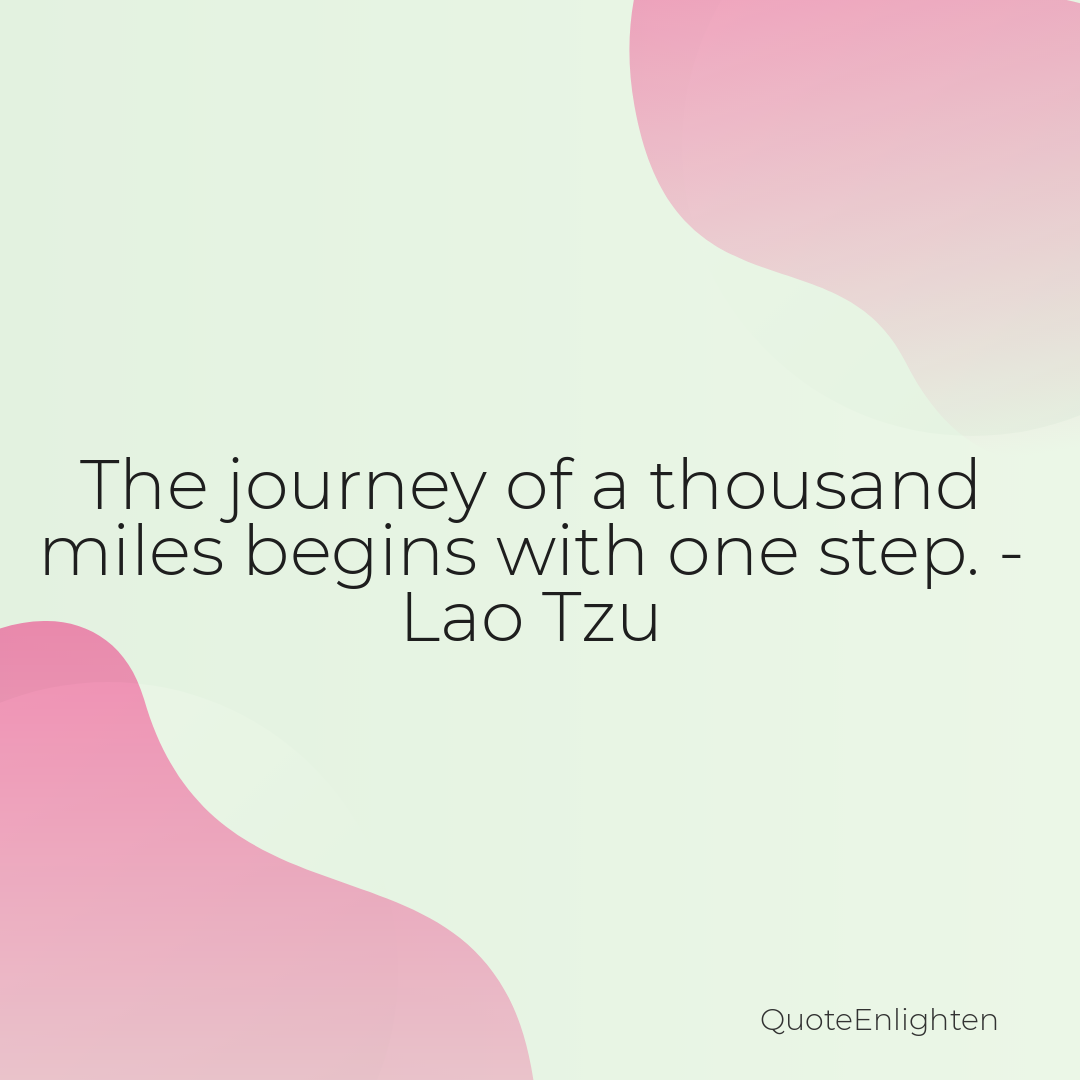 The journey of a thousand
miles begins with one step. -
Lao Tzu
QuoteEnlighten